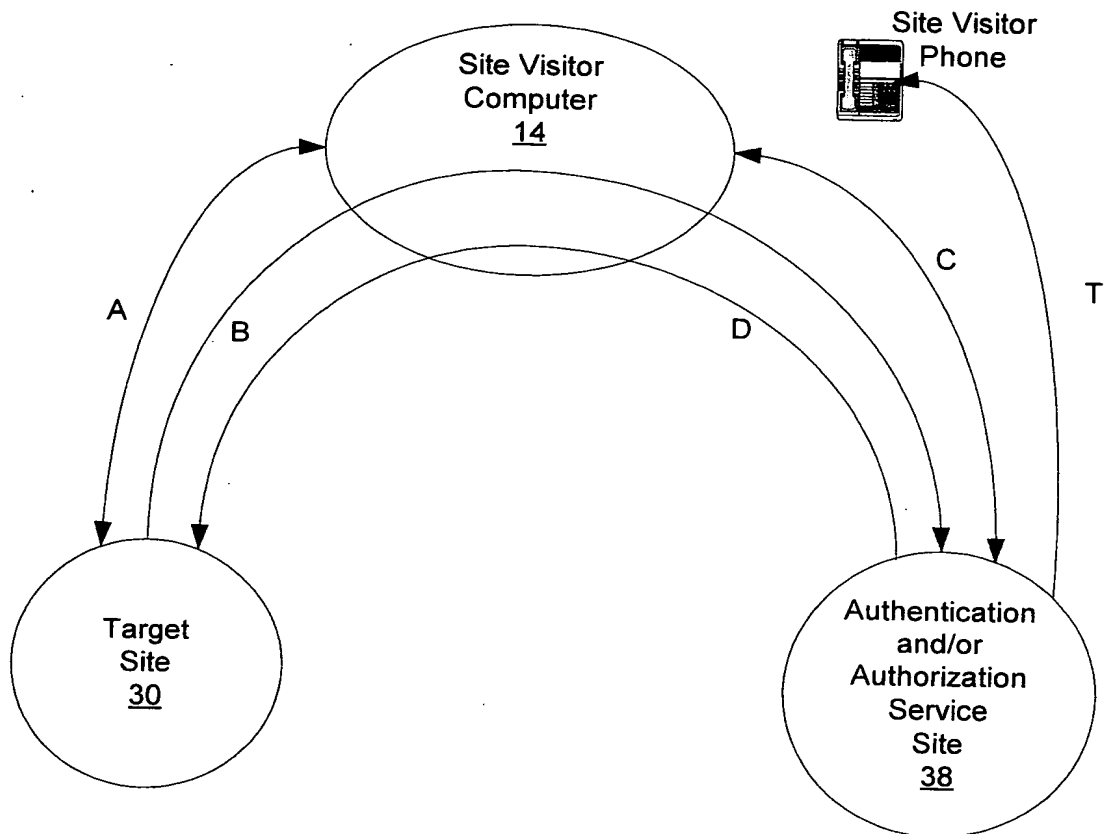 Site Visitor
Phone
Site Visitor
Computer
14
A
B
D
C
T
Target
Site
30
Authentication
and/or
Authorization
Service
Site
38